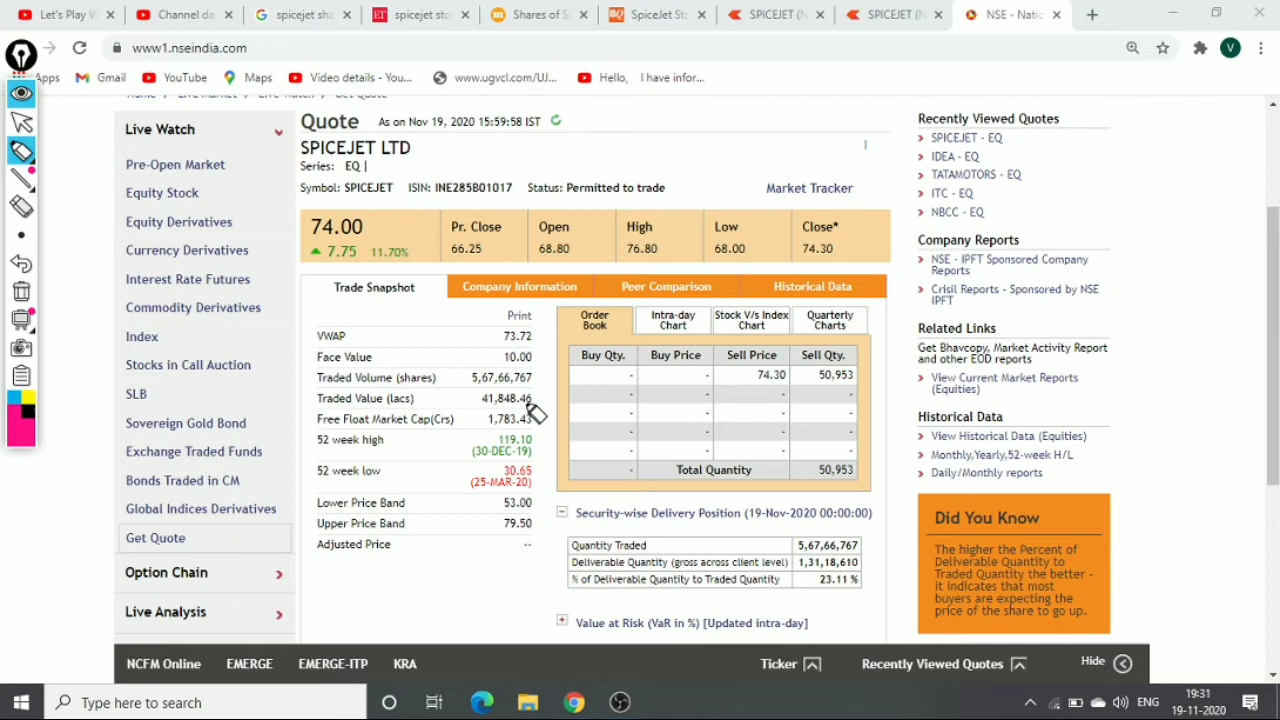 Let's Play W
Channel da
spicejet sha
spicejet sto
Shares of S
SpiceJet St
SPICEJET (N
SPICEJET (N
NSE - Natio
www1.nseindia.com
Apps
Gmail
YouTube
Maps
Video details - You...
www.ugvcl.com/UJ...
Hello, I have infor...
V
Live Watch
Pre-Open Market
Equity Stock
Equity Derivatives
Currency Derivatives
Interest Rate Futures
Commodity Derivatives
Index
Stocks in Call Auction
SLB
Sovereign Gold Bond
Exchange Traded Funds
Bonds Traded in CM
Global Indices Derivatives
Get Quote
Option Chain
Live Analysis
Quote As on Nov 19, 2020 15:59:58 IST
SPICEJET LTD
Series: EQ |
Symbol: SPICEJET ISIN: INE285B01017 Status: Permitted to trade Market Tracker
74.00 Pr. Close Open High Low Close*
7.75 11.70% 66.25 68.80 76.80 68.00 74.30
Trade Snapshot Company Information Peer Comparison Historical Data
Print
VWAP 73.72
Face Value 10.00
Traded Volume (shares) 5,67,66,767
Traded Value (lacs) 41,848.46
Free Float Market Cap(Crs) 1,783.43
52 week high 119.10
(30-DEC-19)
52 week low 30.65
(25-MAR-20)
Lower Price Band 53.00
Upper Price Band 79.50
Adjusted Price --
Order Book Intra-day Chart Stock V/s Index Chart Quarterly Charts
Buy Qty. Buy Price Sell Price Sell Qty.
- - 74.30 50,953
- - - -
- - - -
- - - -
- - - -
- Total Quantity 50,953
Security-wise Delivery Position (19-Nov-2020 00:00:00)
Quantity Traded 5,67,66,767
Deliverable Quantity (gross across client level) 1,31,18,610
% of Deliverable Quantity to Traded Quantity 23.11 %
Value at Risk (VaR in %) [Updated intra-day]
Recently Viewed Quotes
SPICEJET - EQ
IDEA - EQ
TATAMOTORS - EQ
ITC - EQ
NBCC - EQ
Company Reports
NSE - IPFT Sponsored Company
Reports
Crisil Reports - Sponsored by NSE
IPFT
Related Links
Get Bhavcopy, Market Activity Report
and other EOD reports
View Current Market Reports
(Equities)
Historical Data
View Historical Data (Equities)
Monthly,Yearly,52-week H/L
Daily/Monthly reports
Did You Know
The higher the Percent of
Deliverable Quantity to
Traded Quantity the better -
it indicates that most
buyers are expecting the
price of the share to go up.
NCFM Online EMERGE EMERGE-ITP KRA Ticker Recently Viewed Quotes Hide
Type here to search
ENG
19:31
19-11-2020